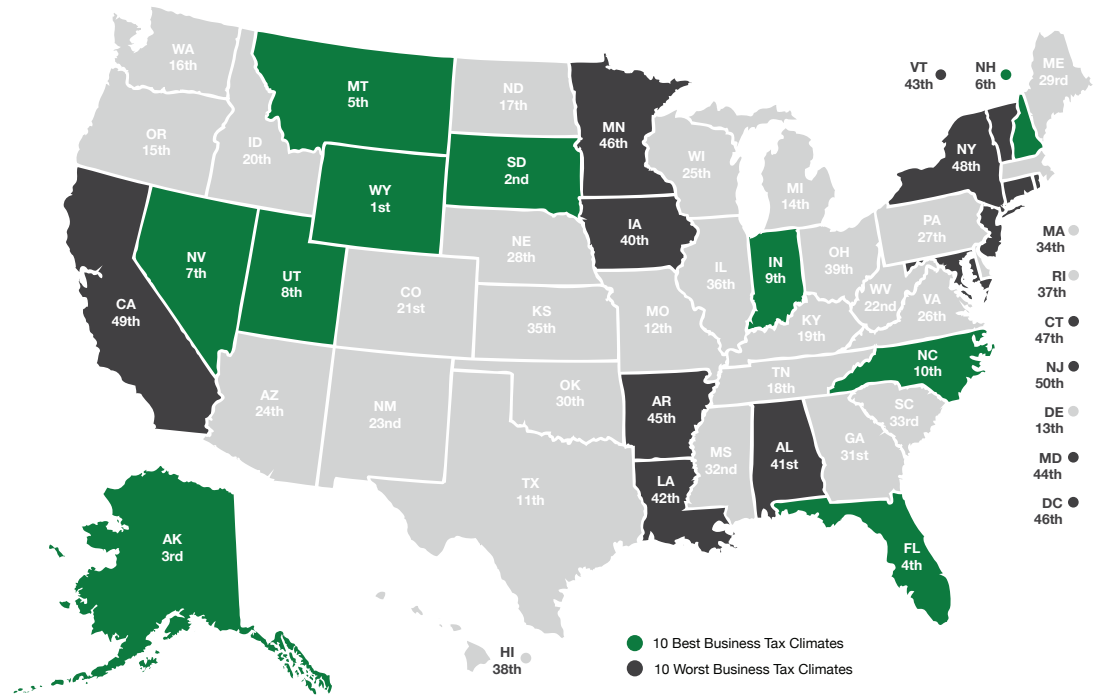 WA
16th
OR
15th
ID
20th
MT
5th
WY
1st
NV
7th
UT
8th
CA
49th
AZ
24th
CO
21st
NM
23nd
ND
17th
SD
2nd
NE
28th
KS
35th
OK
30th
TX
11th
MN
46th
IA
40th
MO
12th
AR
45th
LA
42th
WI
25th
IL
36th
MI
14th
IN
9th
OH
39th
KY
19th
TN
18th
MS
32nd
AL
41st
GA
31st
FL
4th
SC
33rd
NC
10th
VA
26th
WV
22nd
PA
27th
NY
48th
VT
43th
NH
6th
ME
29rd
MA
34th
RI
37th
CT
47th
NJ
50th
DE
13th
MD
44th
DC
46th
AK
3rd
HI
38th
10 Best Business Tax Climates
10 Worst Business Tax Climates